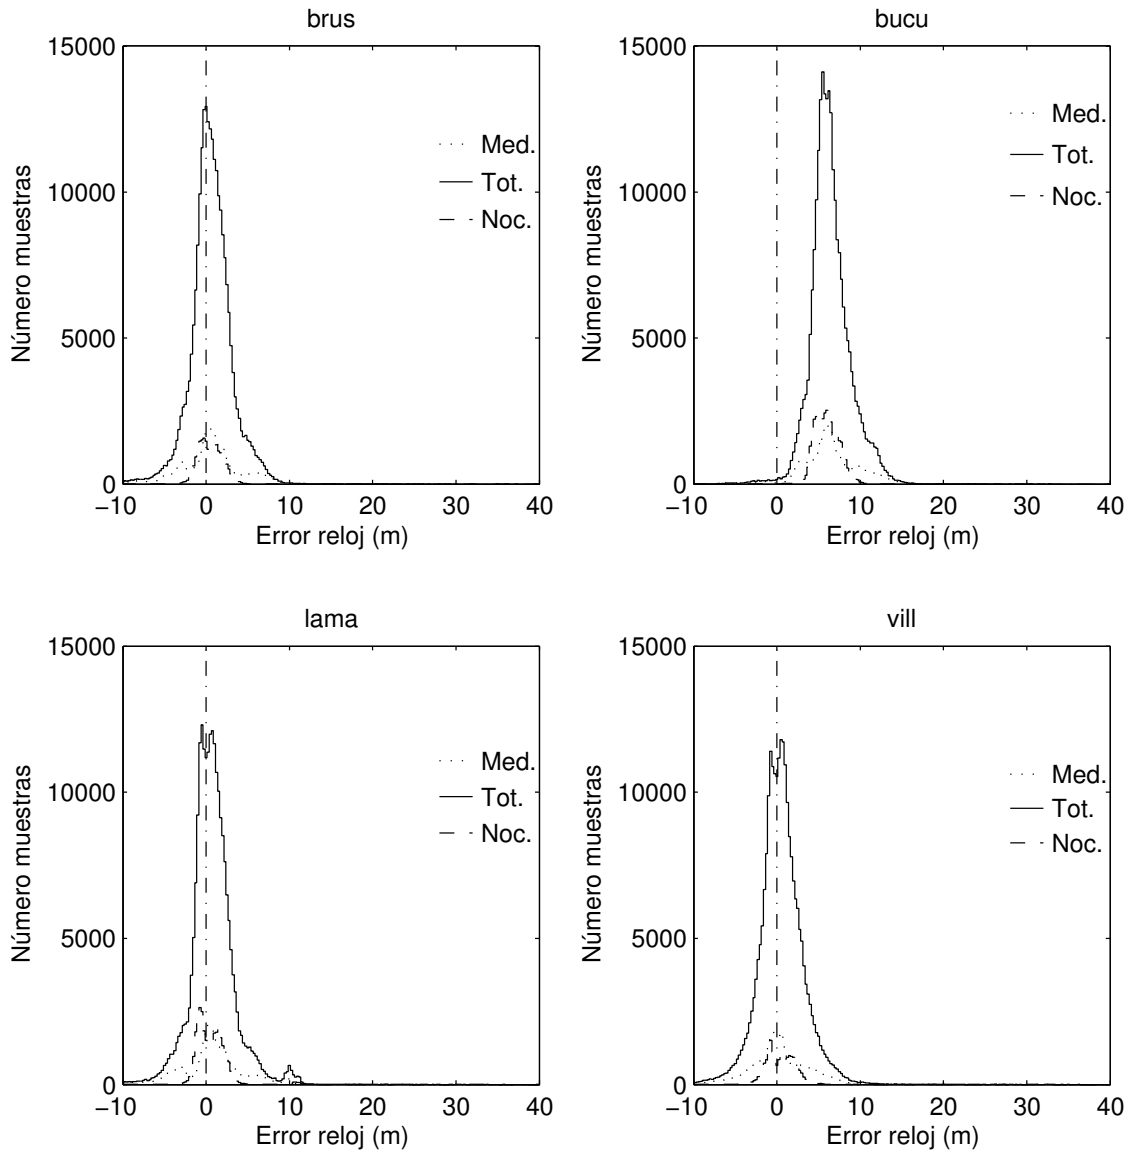 brus
15000
10000
5000
0
Número muestras
Med.
Tot.
Noc.
−10 0 10 20 30 40
Error reloj (m)
bucu
15000
10000
5000
0
Número muestras
Med.
Tot.
Noc.
−10 0 10 20 30 40
Error reloj (m)
lama
15000
10000
5000
0
Número muestras
Med.
Tot.
Noc.
−10 0 10 20 30 40
Error reloj (m)
vill
15000
10000
5000
0
Número muestras
Med.
Tot.
Noc.
−10 0 10 20 30 40
Error reloj (m)